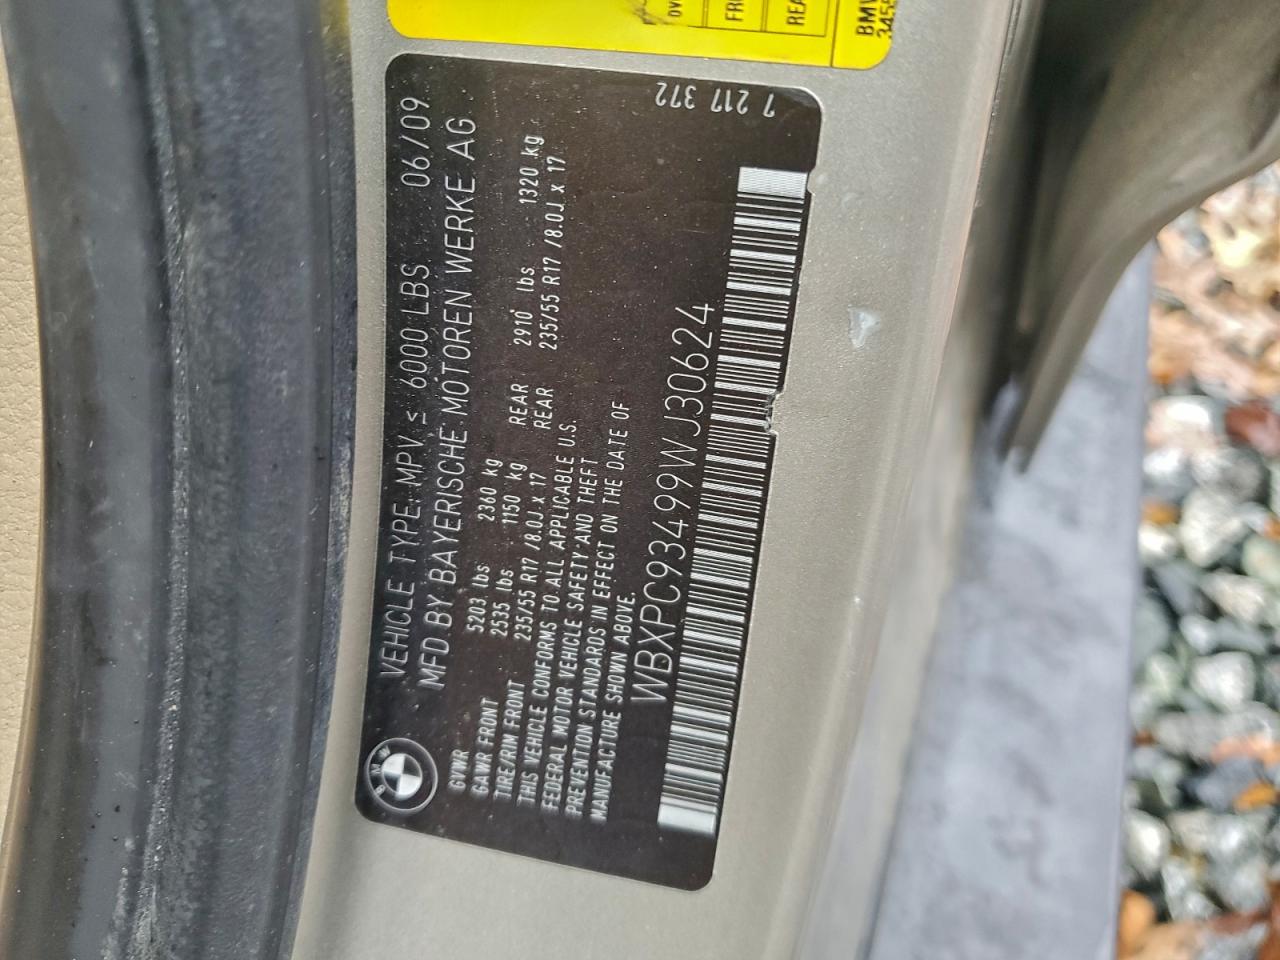 BMW
VEHICLE TYPE: MPV ≤ 6000 LBS 06/09
MFD BY BAYERISCHE MOTOREN WERKE AG
GVWR 5203 lbs 2360 kg
GAWR FRONT 2535 lbs 1150 kg REAR 2910 lbs 1320 kg
TIRE/RIM FRONT 235/55 R17 /8.0J x 17 REAR 235/55 R17 /8.0J x 17
THIS VEHICLE CONFORMS TO ALL APPLICABLE U.S.
FEDERAL MOTOR VEHICLE SAFETY AND THEFT
PREVENTION STANDARDS IN EFFECT ON THE DATE OF
MANUFACTURE SHOWN ABOVE.
WBXPC93499WJ30624
7 217 372
BMW